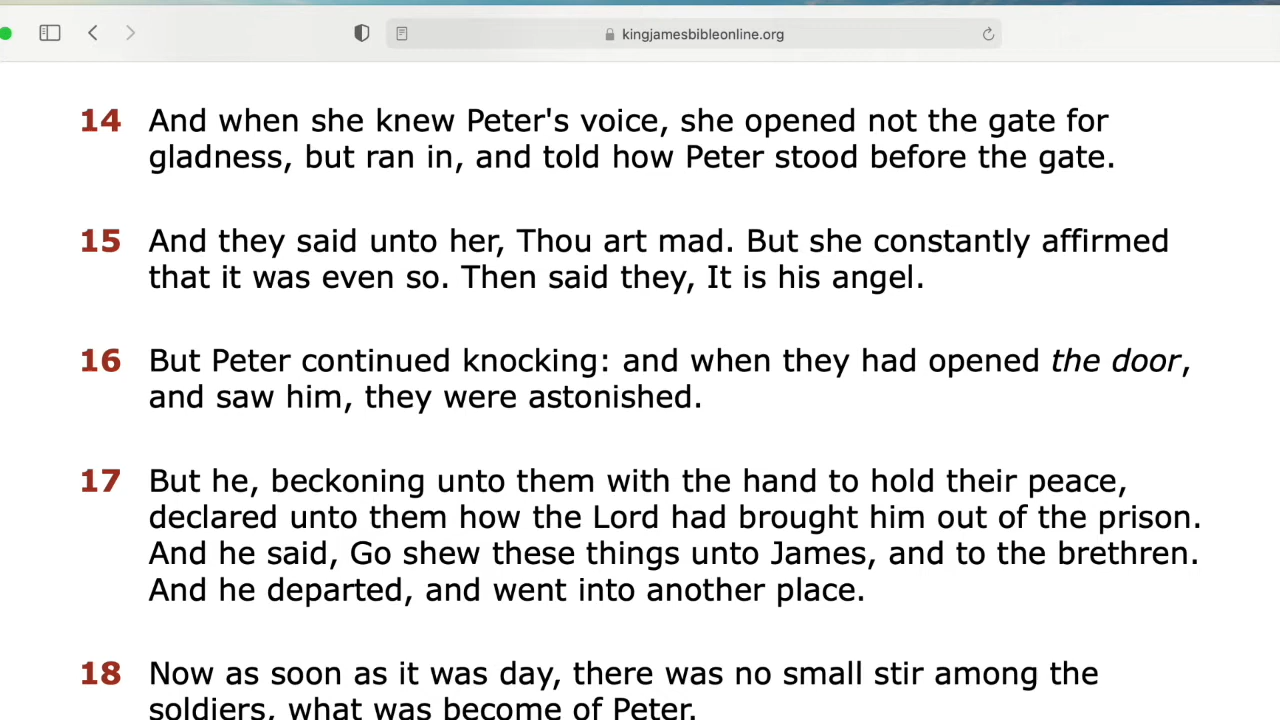 kingjamesbibleonline.org
14 And when she knew Peter's voice, she opened not the gate for
gladness, but ran in, and told how Peter stood before the gate.
15 And they said unto her, Thou art mad. But she constantly affirmed
that it was even so. Then said they, It is his angel.
16 But Peter continued knocking: and when they had opened the door,
and saw him, they were astonished.
17 But he, beckoning unto them with the hand to hold their peace,
declared unto them how the Lord had brought him out of the prison.
And he said, Go shew these things unto James, and to the brethren.
And he departed, and went into another place.
18 Now as soon as it was day, there was no small stir among the
soldiers, what was become of Peter.